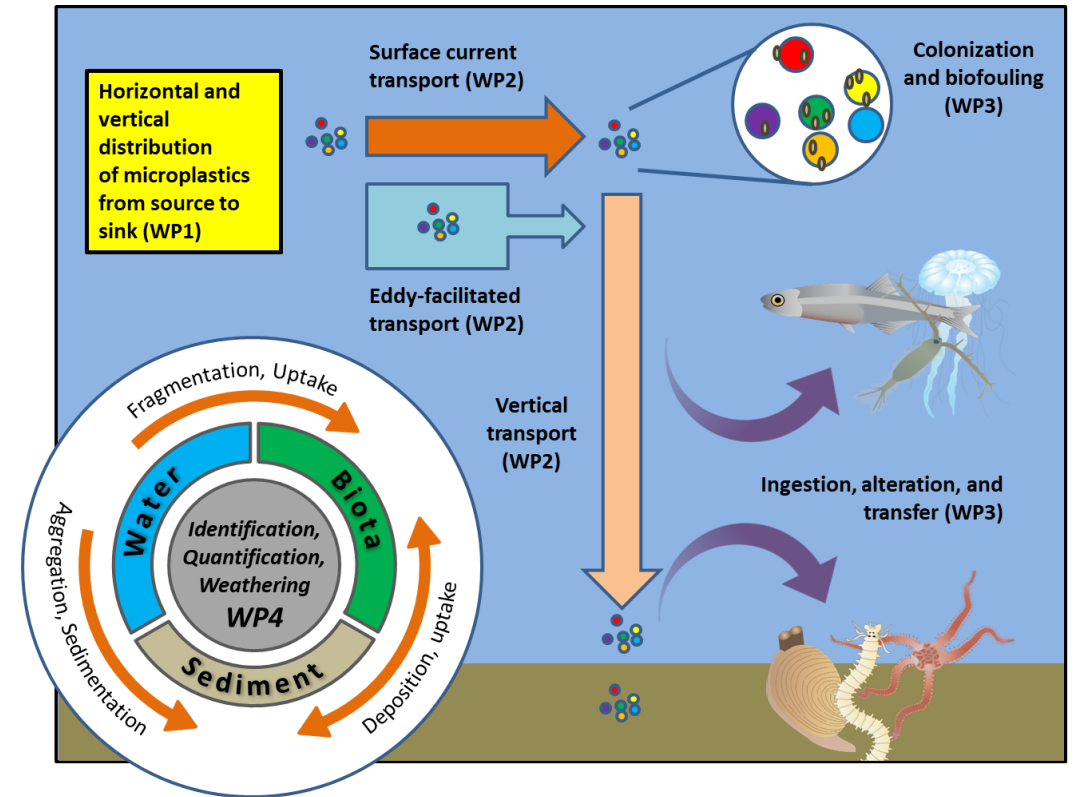 Horizontal and
vertical
distribution
of microplastics
from source to
sink (WP1)
Surface current
transport (WP2)
Colonization
and biofouling
(WP3)
Eddy-facilitated
transport (WP2)
Vertical
transport
(WP2)
Ingestion, alteration, and
transfer (WP3)
Fragmentation, Uptake
Water
Biota
Sediment
Identification,
Quantification,
Weathering
WP4
Aggregation, Sedimentation
Deposition, uptake